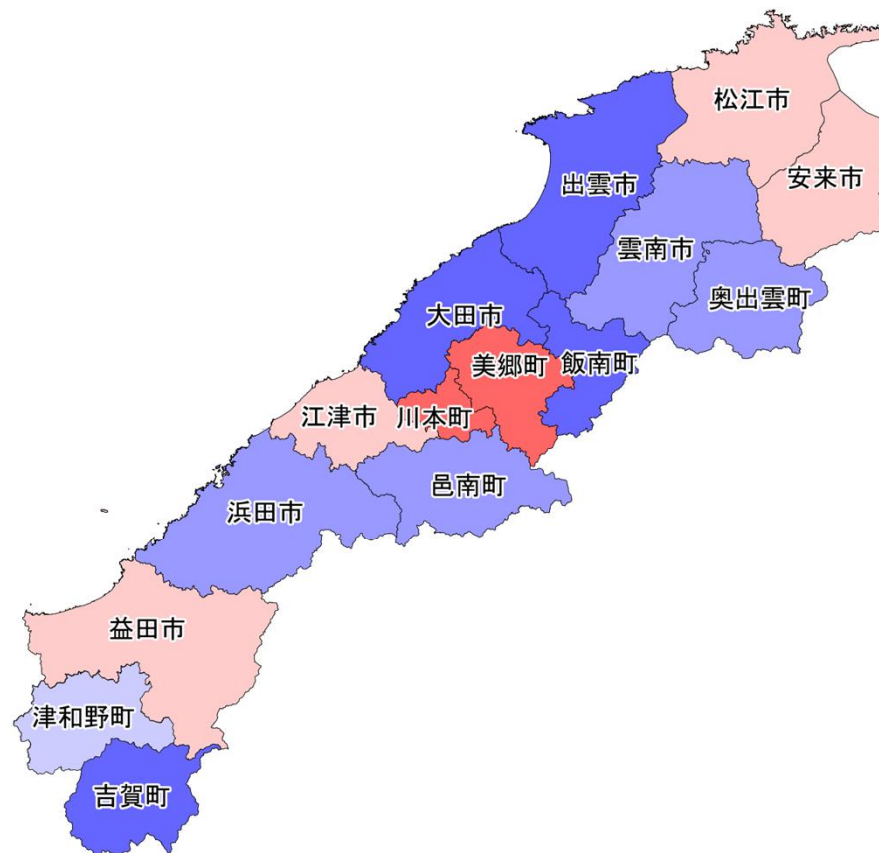 松江市
安来市
出雲市
雲南市
奥出雲町
大田市
飯南町
美郷町
江津市
川本町
邑南町
浜田市
益田市
津和野町
吉賀町